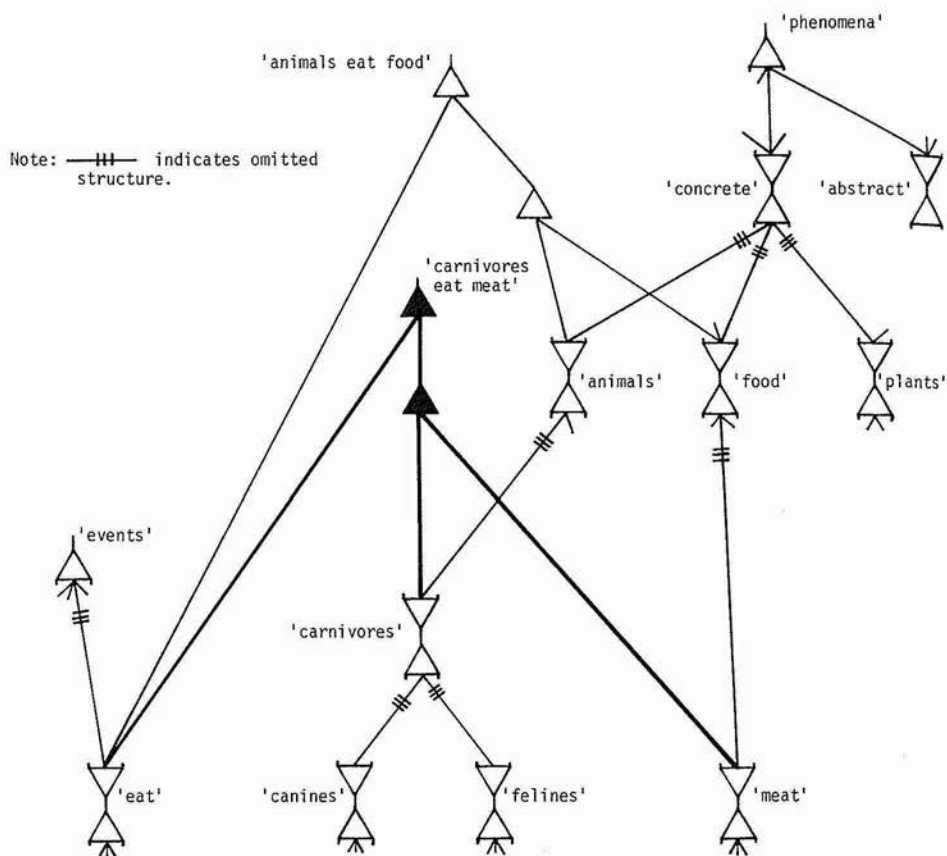 'phenomena'
'animals eat food'
Note: indicates omitted
structure.
'concrete'
'abstract'
'carnivores
eat meat'
'animals'
'food'
'plants'
'events'
'carnivores'
'eat'
'canines'
'felines'
'meat'